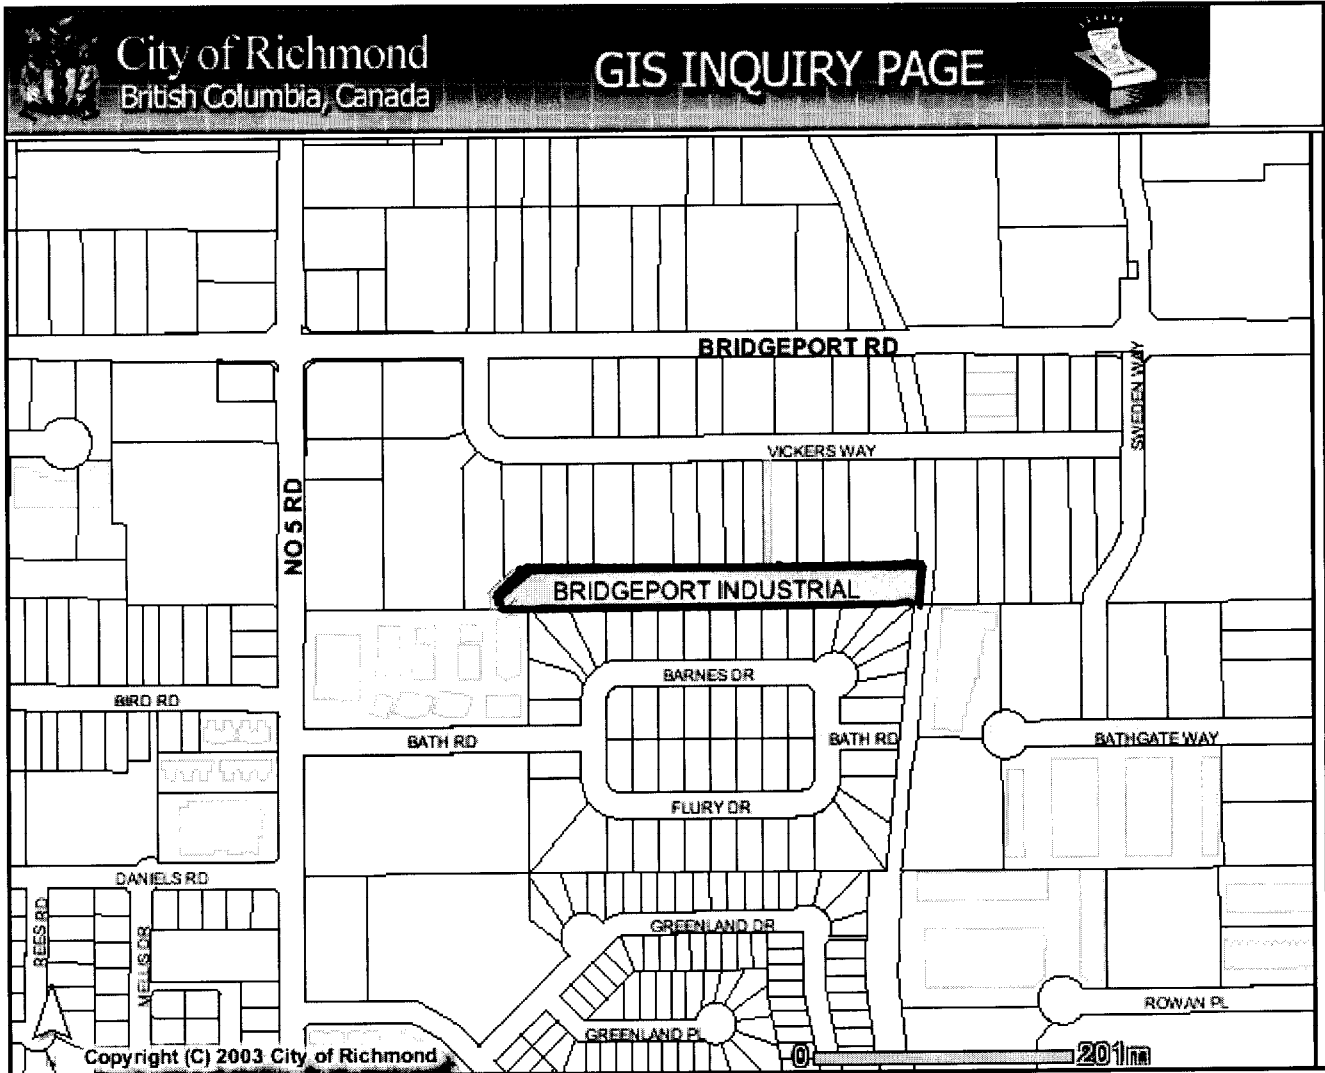 City of Richmond
British Columbia, Canada
GIS INQUIRY PAGE
BRIDGEPORT RD
SWEDEN WAY
VICKERS WAY
NO 5 RD
BRIDGEPORT INDUSTRIAL
BARNES DR
BIRD RD
BATH RD
BATH RD
BATHGATE WAY
FLURY DR
DANIELS RD
GREENLAND DR
REES RD
MELLIS DR
ROWAN PL
GREENLAND PL
Copyright (C) 2003 City of Richmond
0 201m